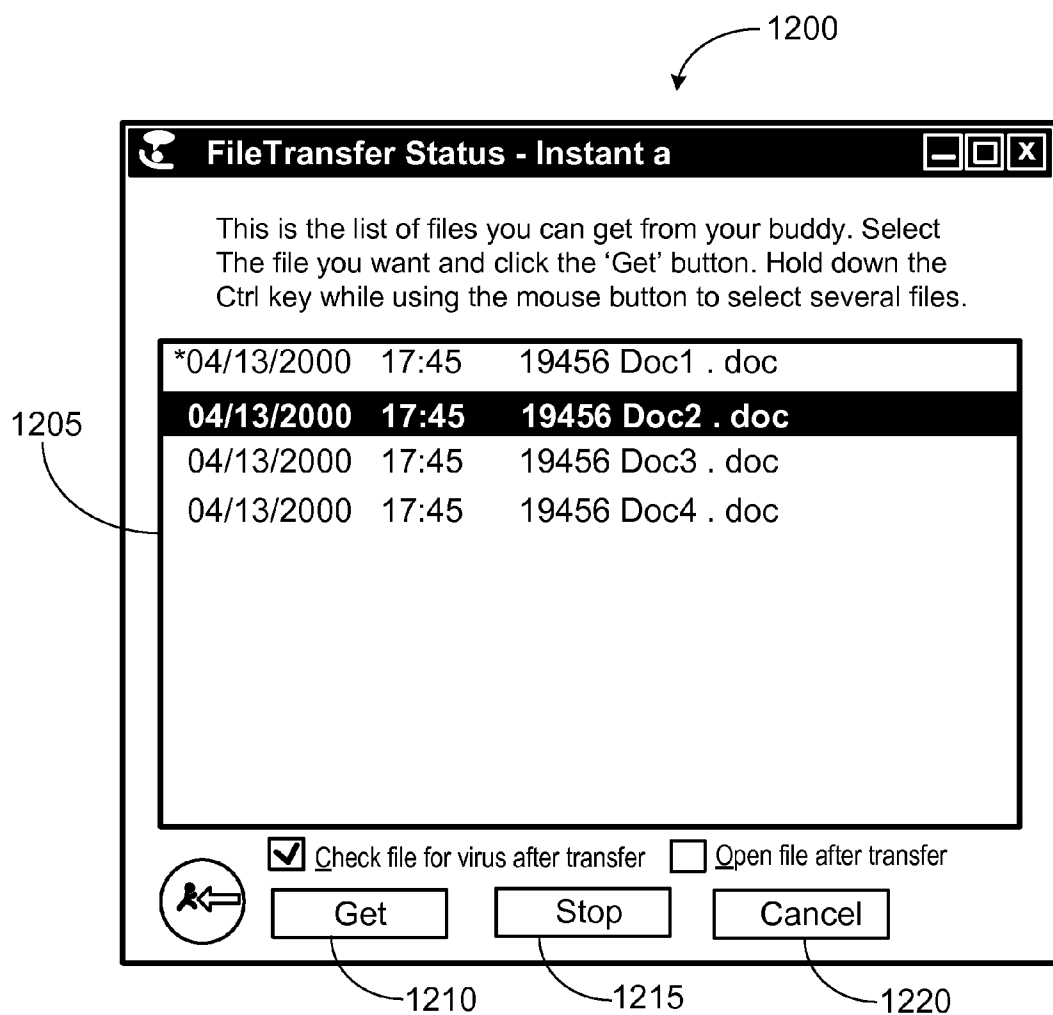 1200
FileTransfer Status - Instant a
This is the list of files you can get from your buddy. Select
The file you want and click the ‘Get’ button. Hold down the
Ctrl key while using the mouse button to select several files.
*04/13/2000 17:45 19456 Doc1 . doc
04/13/2000 17:45 19456 Doc2 . doc
04/13/2000 17:45 19456 Doc3 . doc
04/13/2000 17:45 19456 Doc4 . doc
1205
Check file for virus after transfer Open file after transfer
Get Stop Cancel
1210 1215 1220